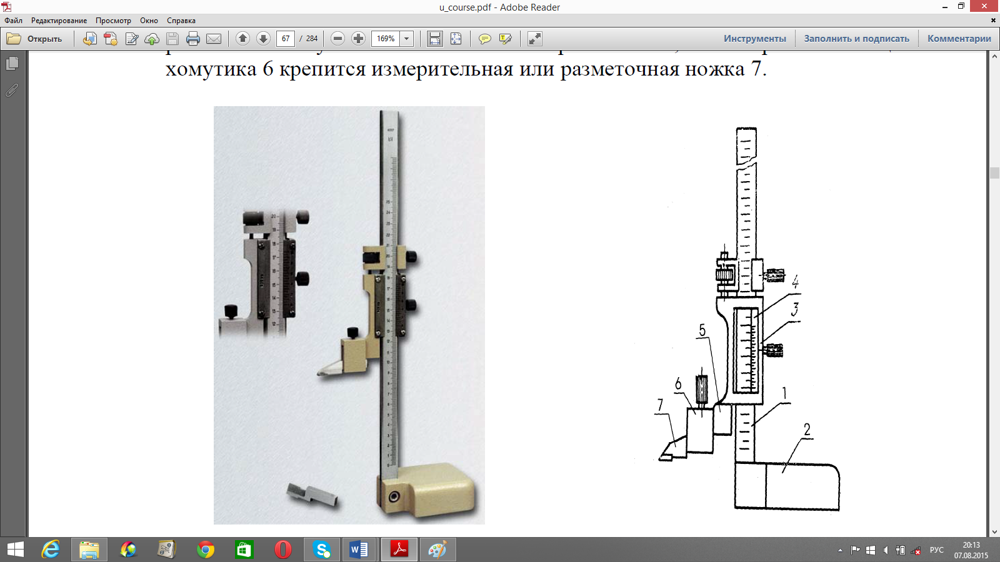 u_course.pdf - Adobe Reader
Файл Редактирование Просмотр Окно Справка
Открыть 67 / 284 169% Инструменты Заполнить и подписать Комментарии
хомутика 6 крепится измерительная или разметочная ножка 7.
4
3
5
6
7
1
2
РУС
20:13
07.08.2015